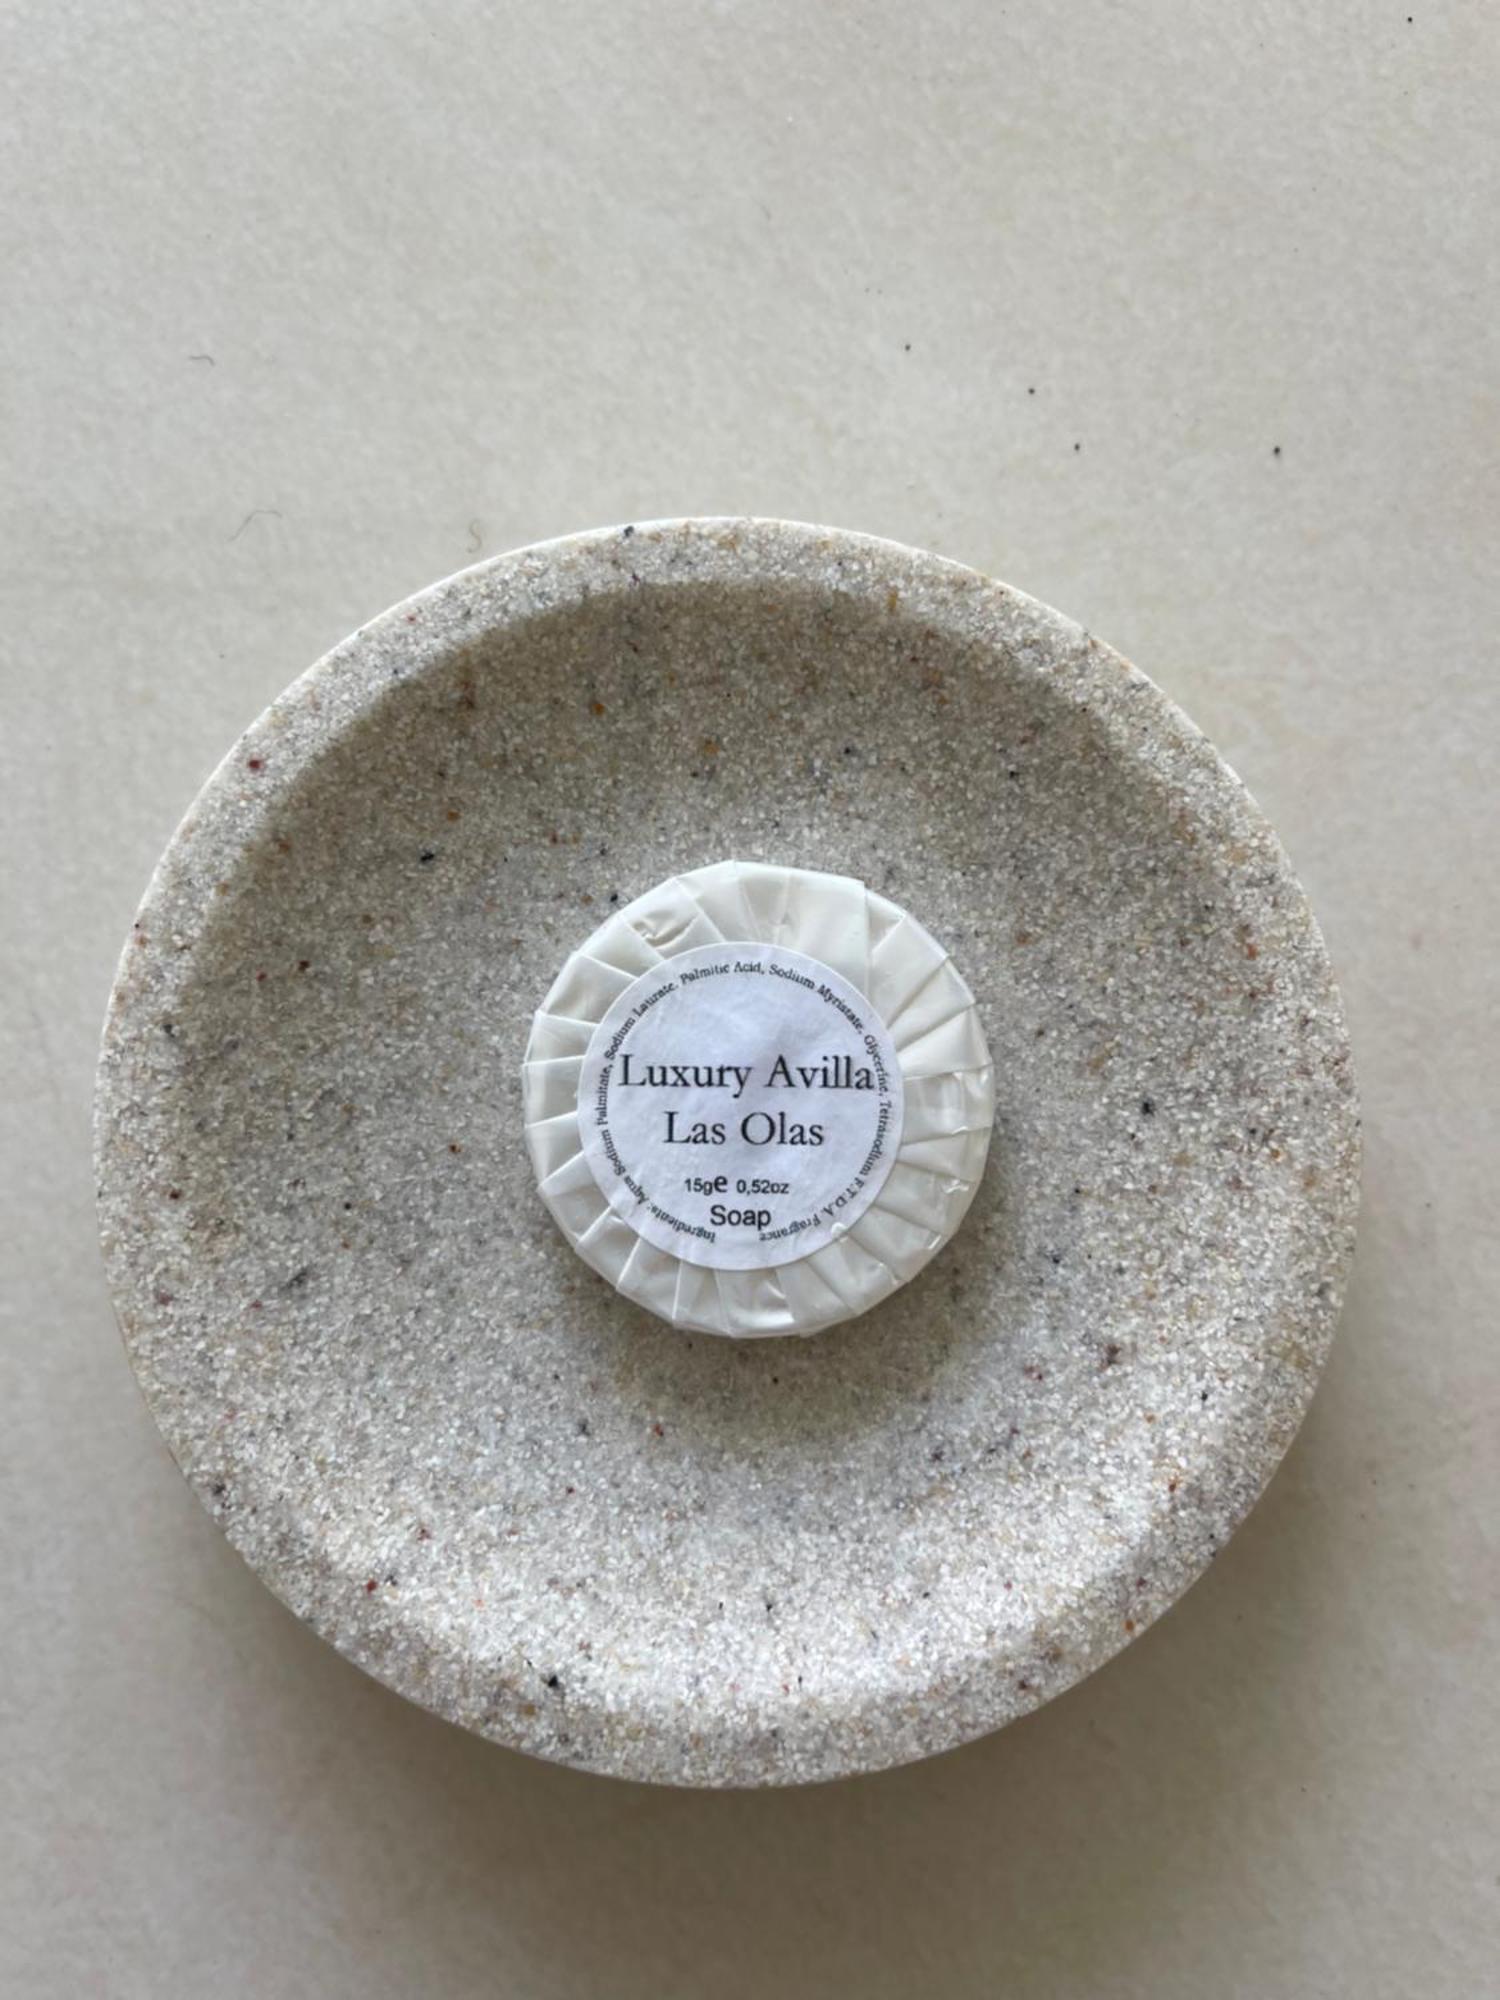 Luxury Avilla
Las Olas
15g e 0,52oz
Soap
Ingredients: Aqua Sodium Palmitate, Sodium Laurate, Palmitic Acid, Sodium Myristate, Glycerine, Tetrasodium E.T.D.A. Fragrance